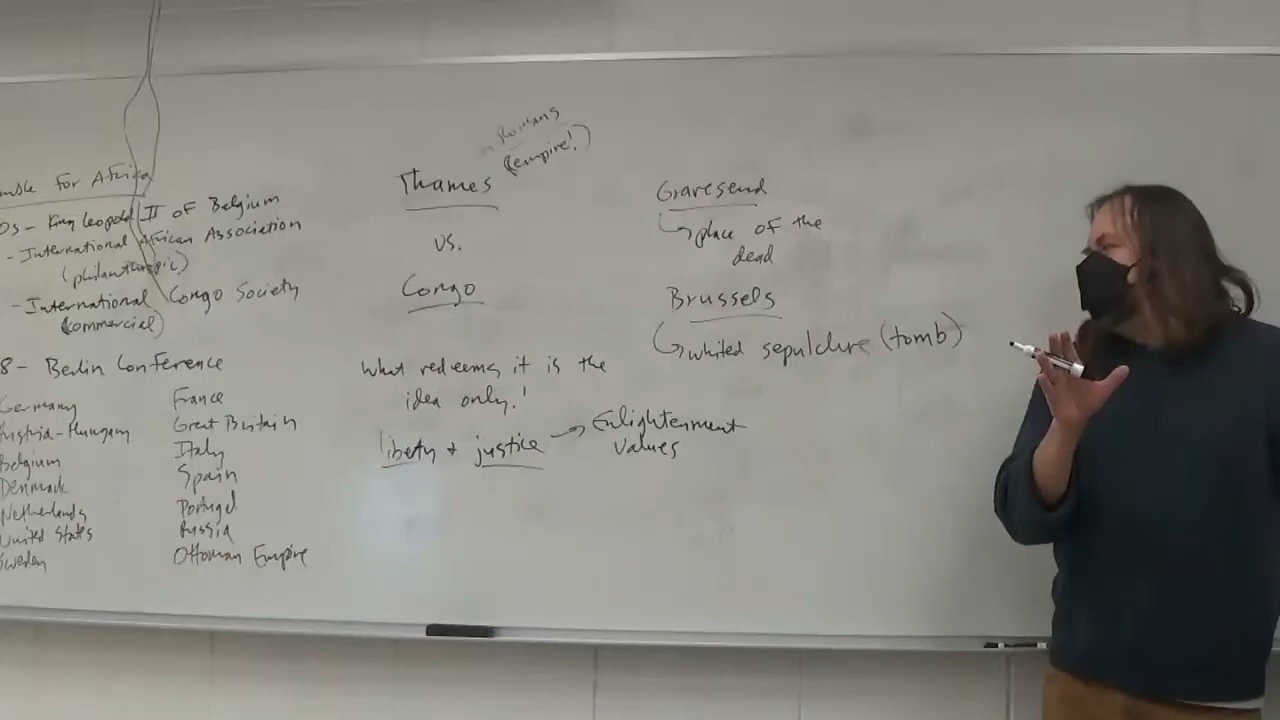 for Africa
King Leopold II of Belgium
- International African Association
(philanthropic)
- International Congo Society
(commercial)
8 - Berlin Conference
Germany France
Austria-Hungary Great Britain
Belgium Italy
Denmark Spain
Netherlands Portugal
United States Russia
Sweden Ottoman Empire
Romans
(empire!)
Thames
vs.
Congo
What redeems it is the
idea only!
liberty + justice → Enlightenment
values
Gravesend
↳ place of the
dead
Brussels
↳ whited sepulchre (tomb)